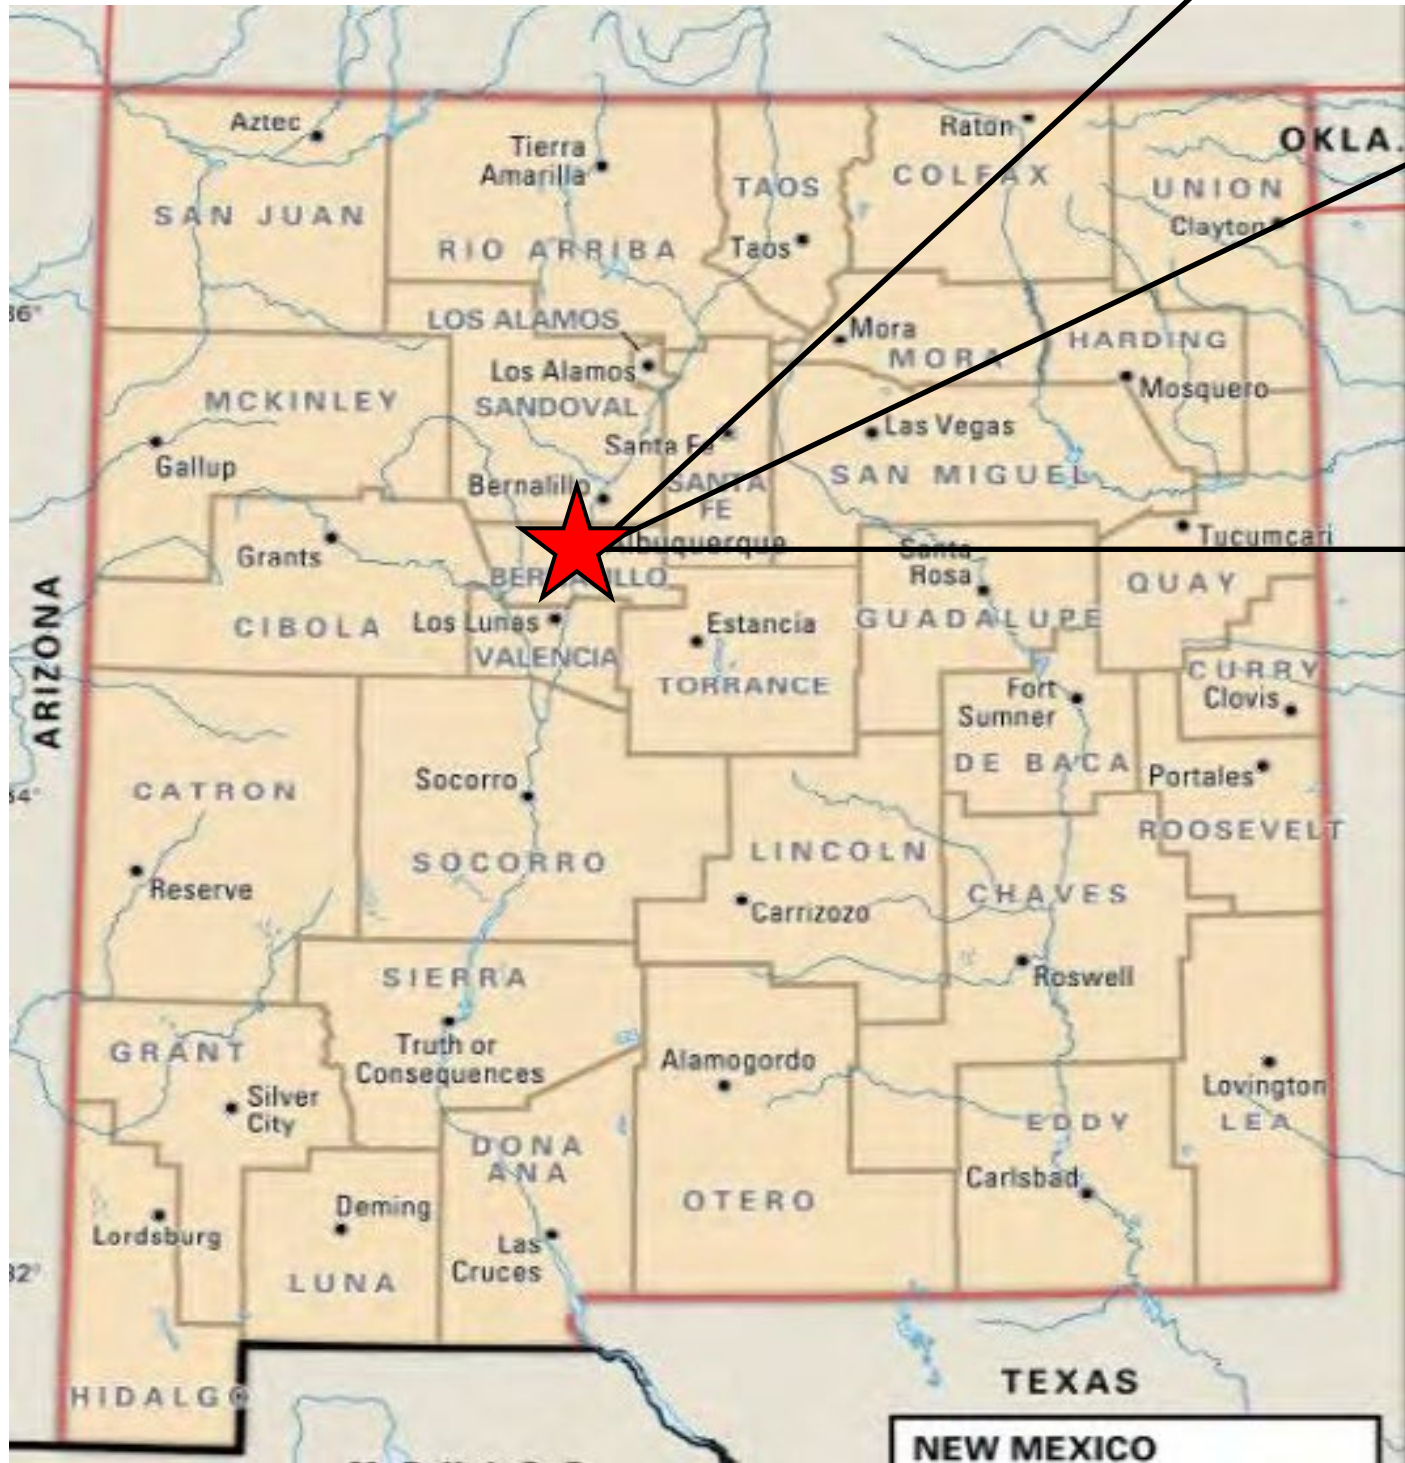 Aztec
Raton
OKLA.
Tierra
Amarilla
TAOS
COLFAX
UNION
SAN JUAN
Clayton
RIO ARRIBA
Taos
36°
LOS ALAMOS
Mora
MORA
HARDING
Los Alamos
Mosquero
MCKINLEY
SANDOVAL
Las Vegas
Santa Fe
Gallup
Bernalillo
SANTA
FE
SAN MIGUEL
Tucumcari
Albuquerque
Grants
Santa
Rosa
BERNALILLO
QUAY
ARIZONA
CIBOLA
Los Lunas
Estancia
GUADALUPE
VALENCIA
TORRANCE
CURRY
Clovis
Fort
Sumner
DE BACA
Socorro
Portales
CATRON
34°
ROOSEVELT
SOCORRO
LINCOLN
Reserve
CHAVES
Carrizozo
SIERRA
Roswell
GRANT
Truth or
Consequences
Alamogordo
Silver
City
Lovington
LEA
EDDY
DONA
ANA
Carlsbad
OTERO
Deming
Lordsburg
Las
Cruces
32°
LUNA
HIDALGO
TEXAS
NEW MEXICO